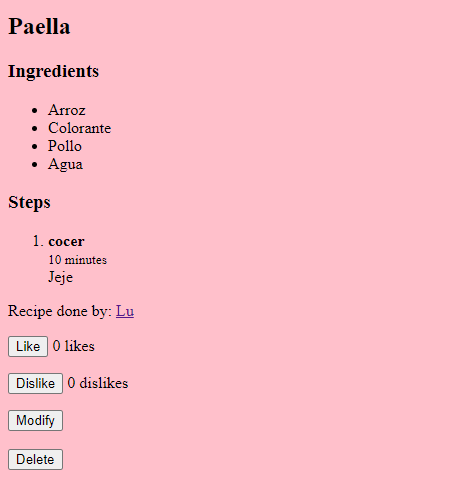 Paella
Ingredients
• Arroz
• Colorante
• Pollo
• Agua
Steps
1. cocer
10 minutes
Jeje
Recipe done by: Lu
Like 0 likes
Dislike 0 dislikes
Modify
Delete